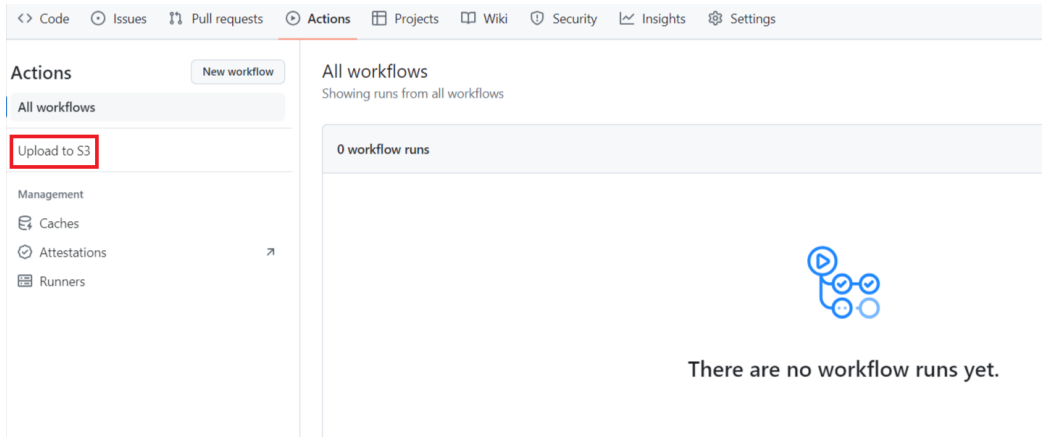 Code Issues Pull requests Actions Projects Wiki Security Insights Settings
Actions
New workflow
All workflows
Upload to S3
Management
Caches
Attestations
Runners
All workflows
Showing runs from all workflows
0 workflow runs
There are no workflow runs yet.